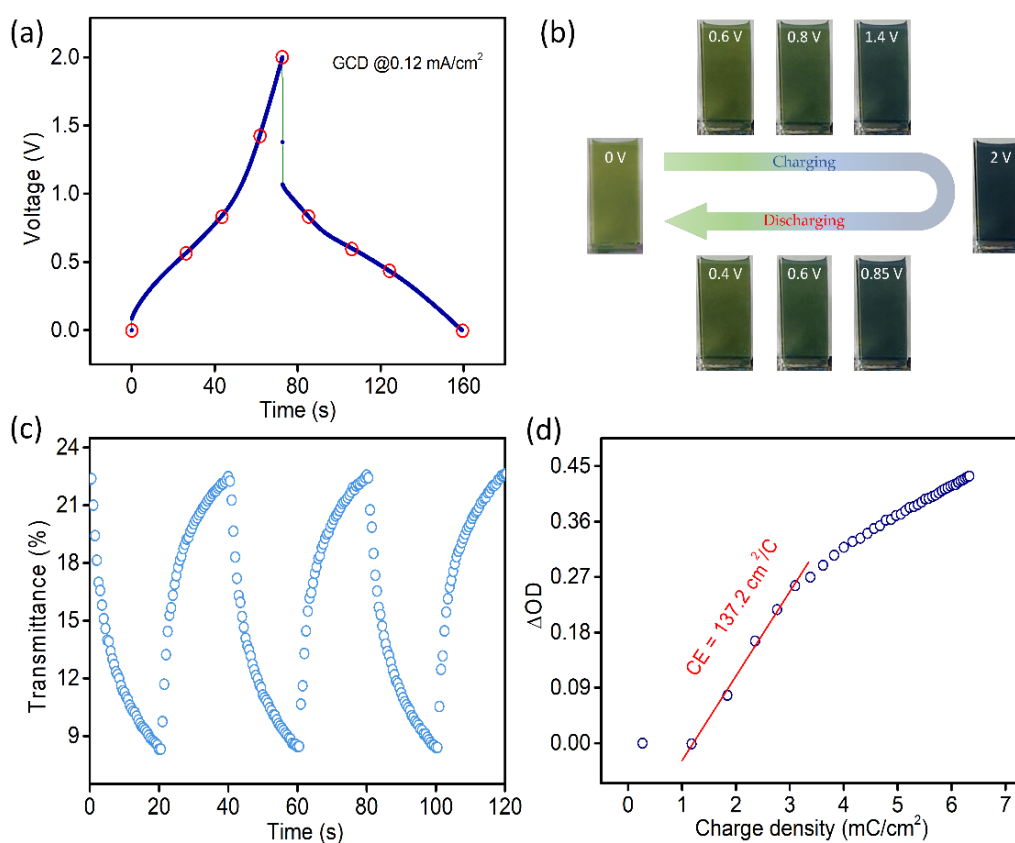 (a)
GCD @0.12 mA/cm²
2.0
1.5
1.0
0.5
0.0
Voltage (V)
0 40 80 120 160
Time (s)
(b)
0.6 V 0.8 V 1.4 V
0 V
Charging
2 V
Discharging
0.4 V 0.6 V 0.85 V
(c)
24
21
18
15
12
9
Transmittance (%)
0 20 40 60 80 100 120
Time (s)
(d)
0.45
0.36
0.27
0.18
0.09
0.00
ΔOD
CE = 137.2 cm²/C
0 1 2 3 4 5 6 7
Charge density (mC/cm²)